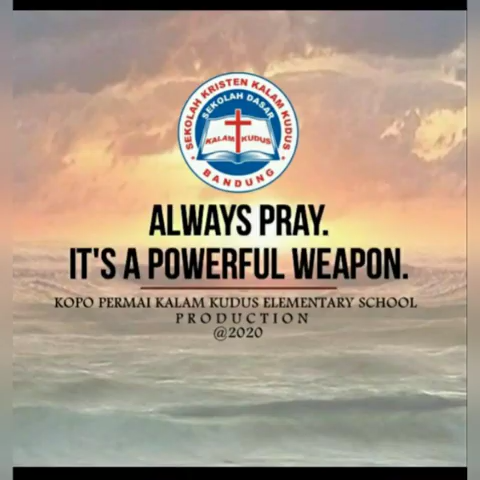 SEKOLAH KRISTEN KALAM KUDUS
SEKOLAH DASAR
KALAM KUDUS
BANDUNG
ALWAYS PRAY.
IT'S A POWERFUL WEAPON.
KOPO PERMAI KALAM KUDUS ELEMENTARY SCHOOL
PRODUCTION
@2020